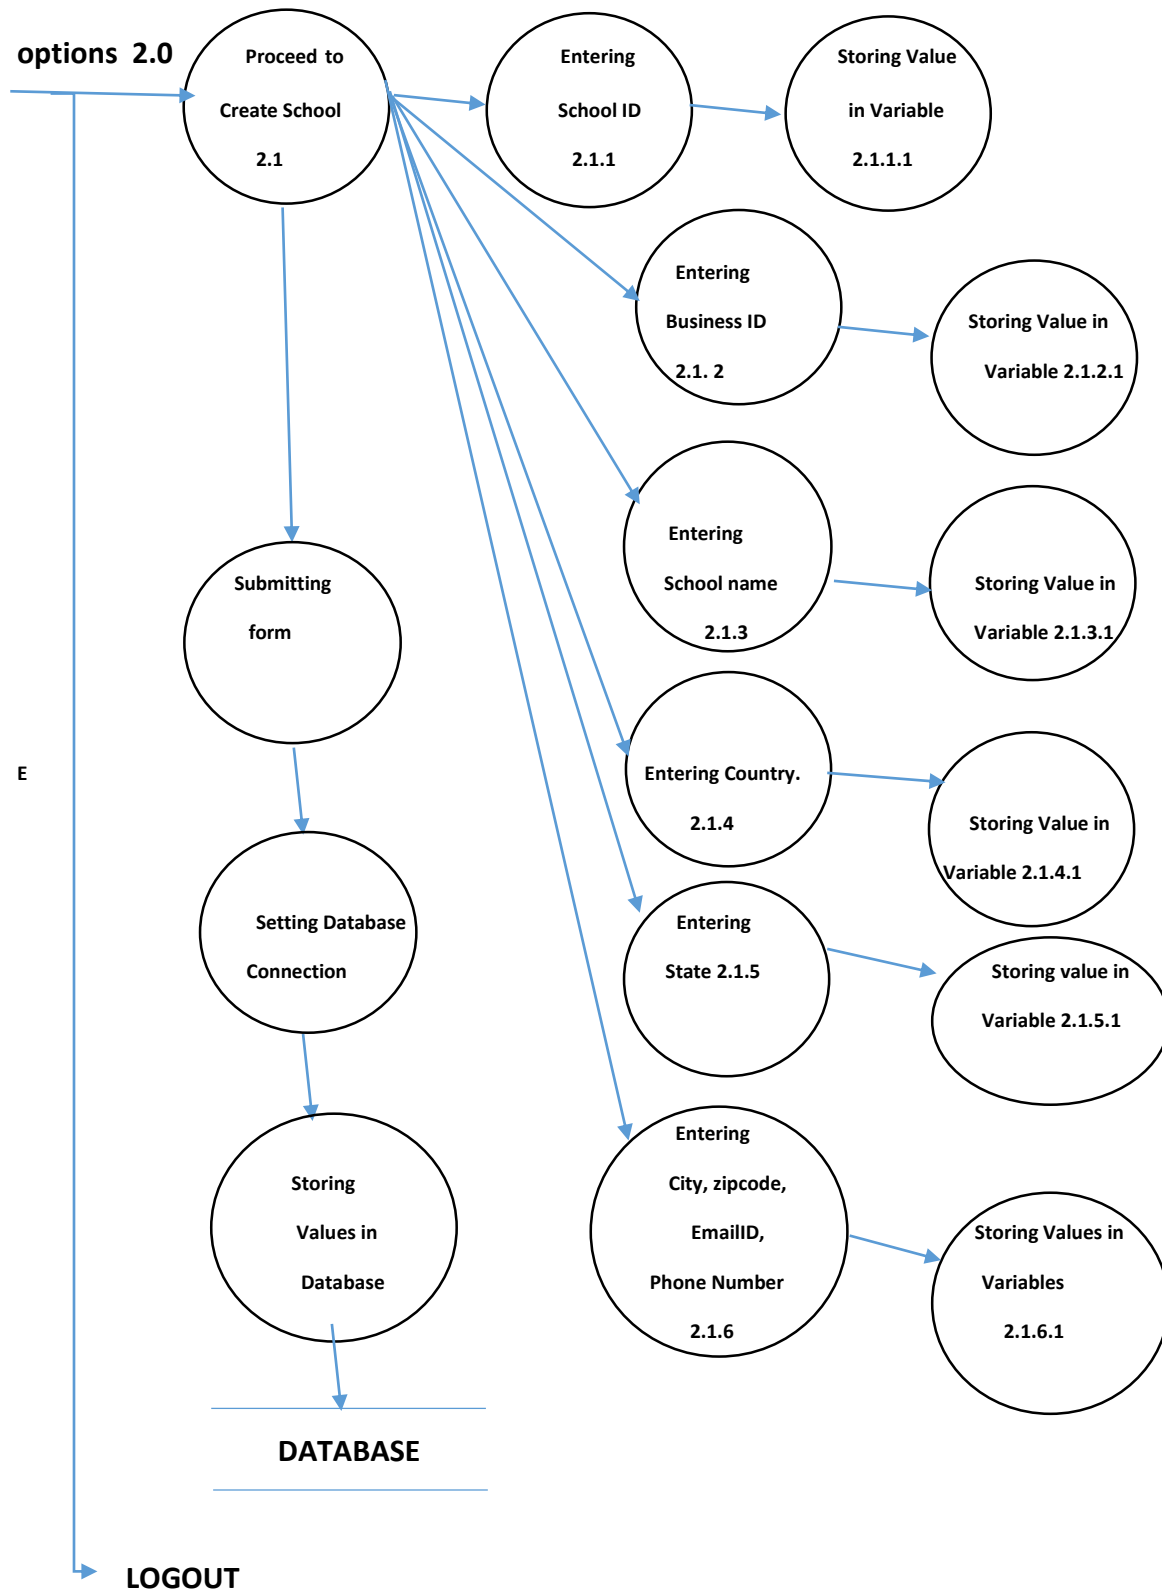 options 2.0
Proceed to
Create School
2.1
Entering
School ID
2.1.1
Storing Value
in Variable
2.1.1.1
Entering
Business ID
2.1. 2
Storing Value in
Variable 2.1.2.1
Entering
School name
2.1.3
Storing Value in
Variable 2.1.3.1
Submitting
form
E
Entering Country.
2.1.4
Storing Value in
Variable 2.1.4.1
Setting Database
Connection
Entering
State 2.1.5
Storing value in
Variable 2.1.5.1
Storing
Values in
Database
Entering
City, zipcode,
EmailID,
Phone Number
2.1.6
Storing Values in
Variables
2.1.6.1
DATABASE
LOGOUT